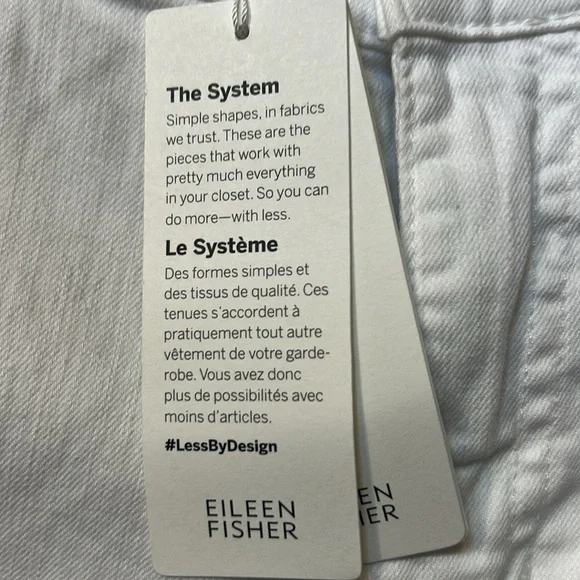 The System
Simple shapes, in fabrics
we trust. These are the
pieces that work with
pretty much everything
in your closet. So you can
do more—with less.
Le Système
Des formes simples et
des tissus de qualité. Ces
tenues s'accordent à
pratiquement tout autre
vêtement de votre garde-
robe. Vous avez donc
plus de possibilités avec
moins d'articles.
#LessByDesign
EILEEN
FISHER
EN
ER